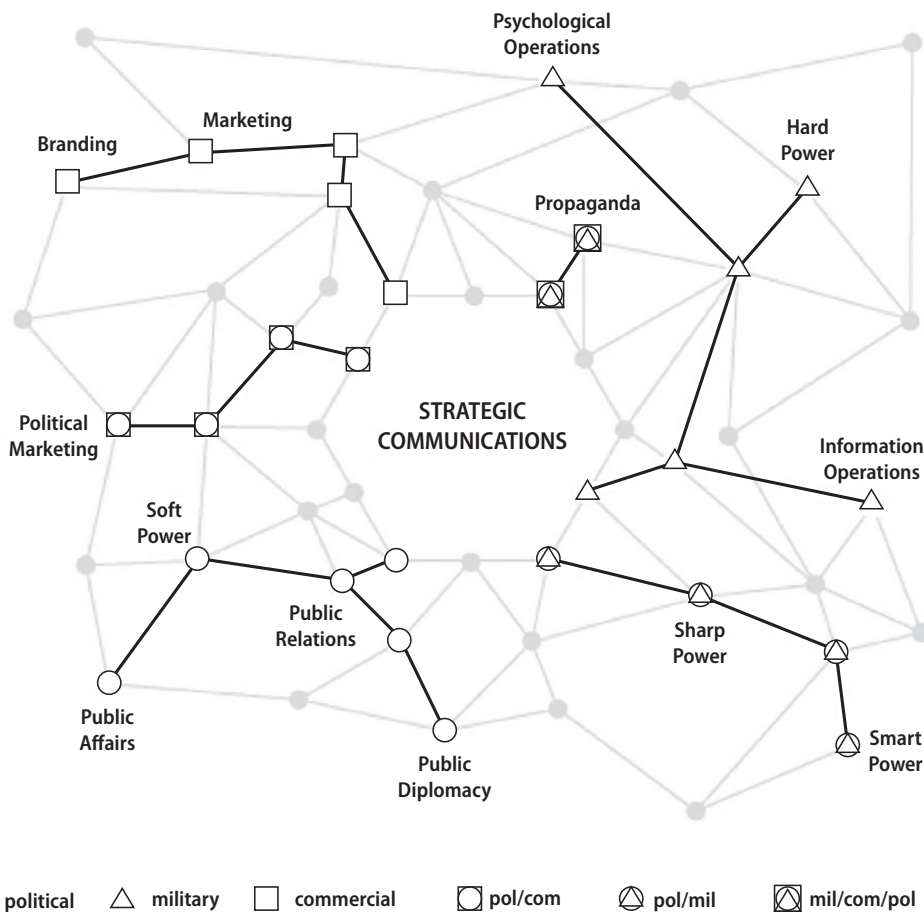 Psychological
Operations
Marketing
Branding
Hard
Power
Propaganda
STRATEGIC
COMMUNICATIONS
Political
Marketing
Information
Operations
Soft
Power
Public
Relations
Sharp
Power
Public
Affairs
Public
Diplomacy
Smart
Power
political military commercial pol/com pol/mil mil/com/pol